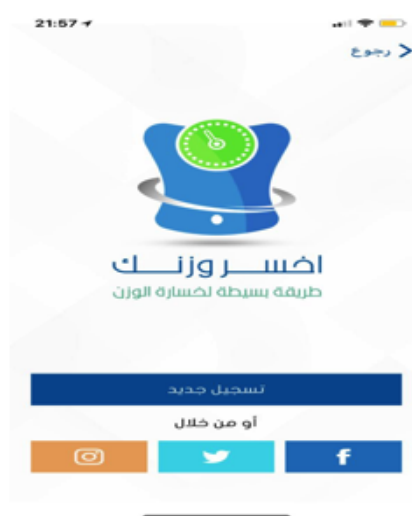 21:57
رجوع
اخسر وزنك
طريقة بسيطة لخسارة الوزن
تسجيل جديد
أو من خلال